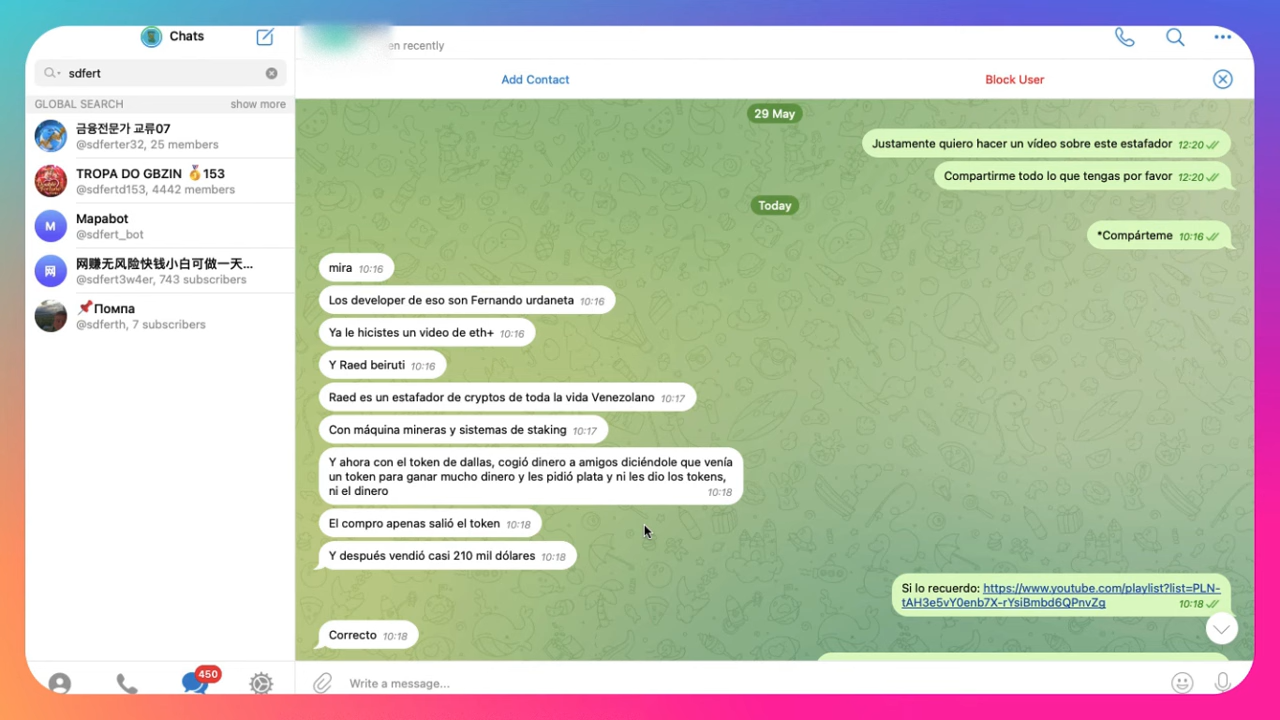 Chats
sdfert
GLOBAL SEARCH show more
금융전문가 교류07
@sdferter32, 25 members
TROPA DO GBZIN 🏅153
@sdfertd153, 4442 members
M
Mapabot
@sdfert_bot
网
网赚无风险快钱小白可做一天...
@sdfert3w4er, 743 subscribers
📌Помпа
@sdferth, 7 subscribers
450
en recently
Add Contact
Block User
29 May
Justamente quiero hacer un vídeo sobre este estafador 12:20
Compartirme todo lo que tengas por favor 12:20
Today
*Compárteme 10:16
mira 10:16
Los developer de eso son Fernando urdaneta 10:16
Ya le hicistes un video de eth+ 10:16
Y Raed beiruti 10:16
Raed es un estafador de cryptos de toda la vida Venezolano 10:17
Con máquina mineras y sistemas de staking 10:17
Y ahora con el token de dallas, cogió dinero a amigos diciéndole que venía
un token para ganar mucho dinero y les pidió plata y ni les dio los tokens,
ni el dinero 10:18
El compro apenas salió el token 10:18
Y después vendió casi 210 mil dólares 10:18
Si lo recuerdo: https://www.youtube.com/playlist?list=PLN-
tAH3e5vY0enb7X-rYsiBmbd6QPnvZg 10:18
Correcto 10:18
Write a message...